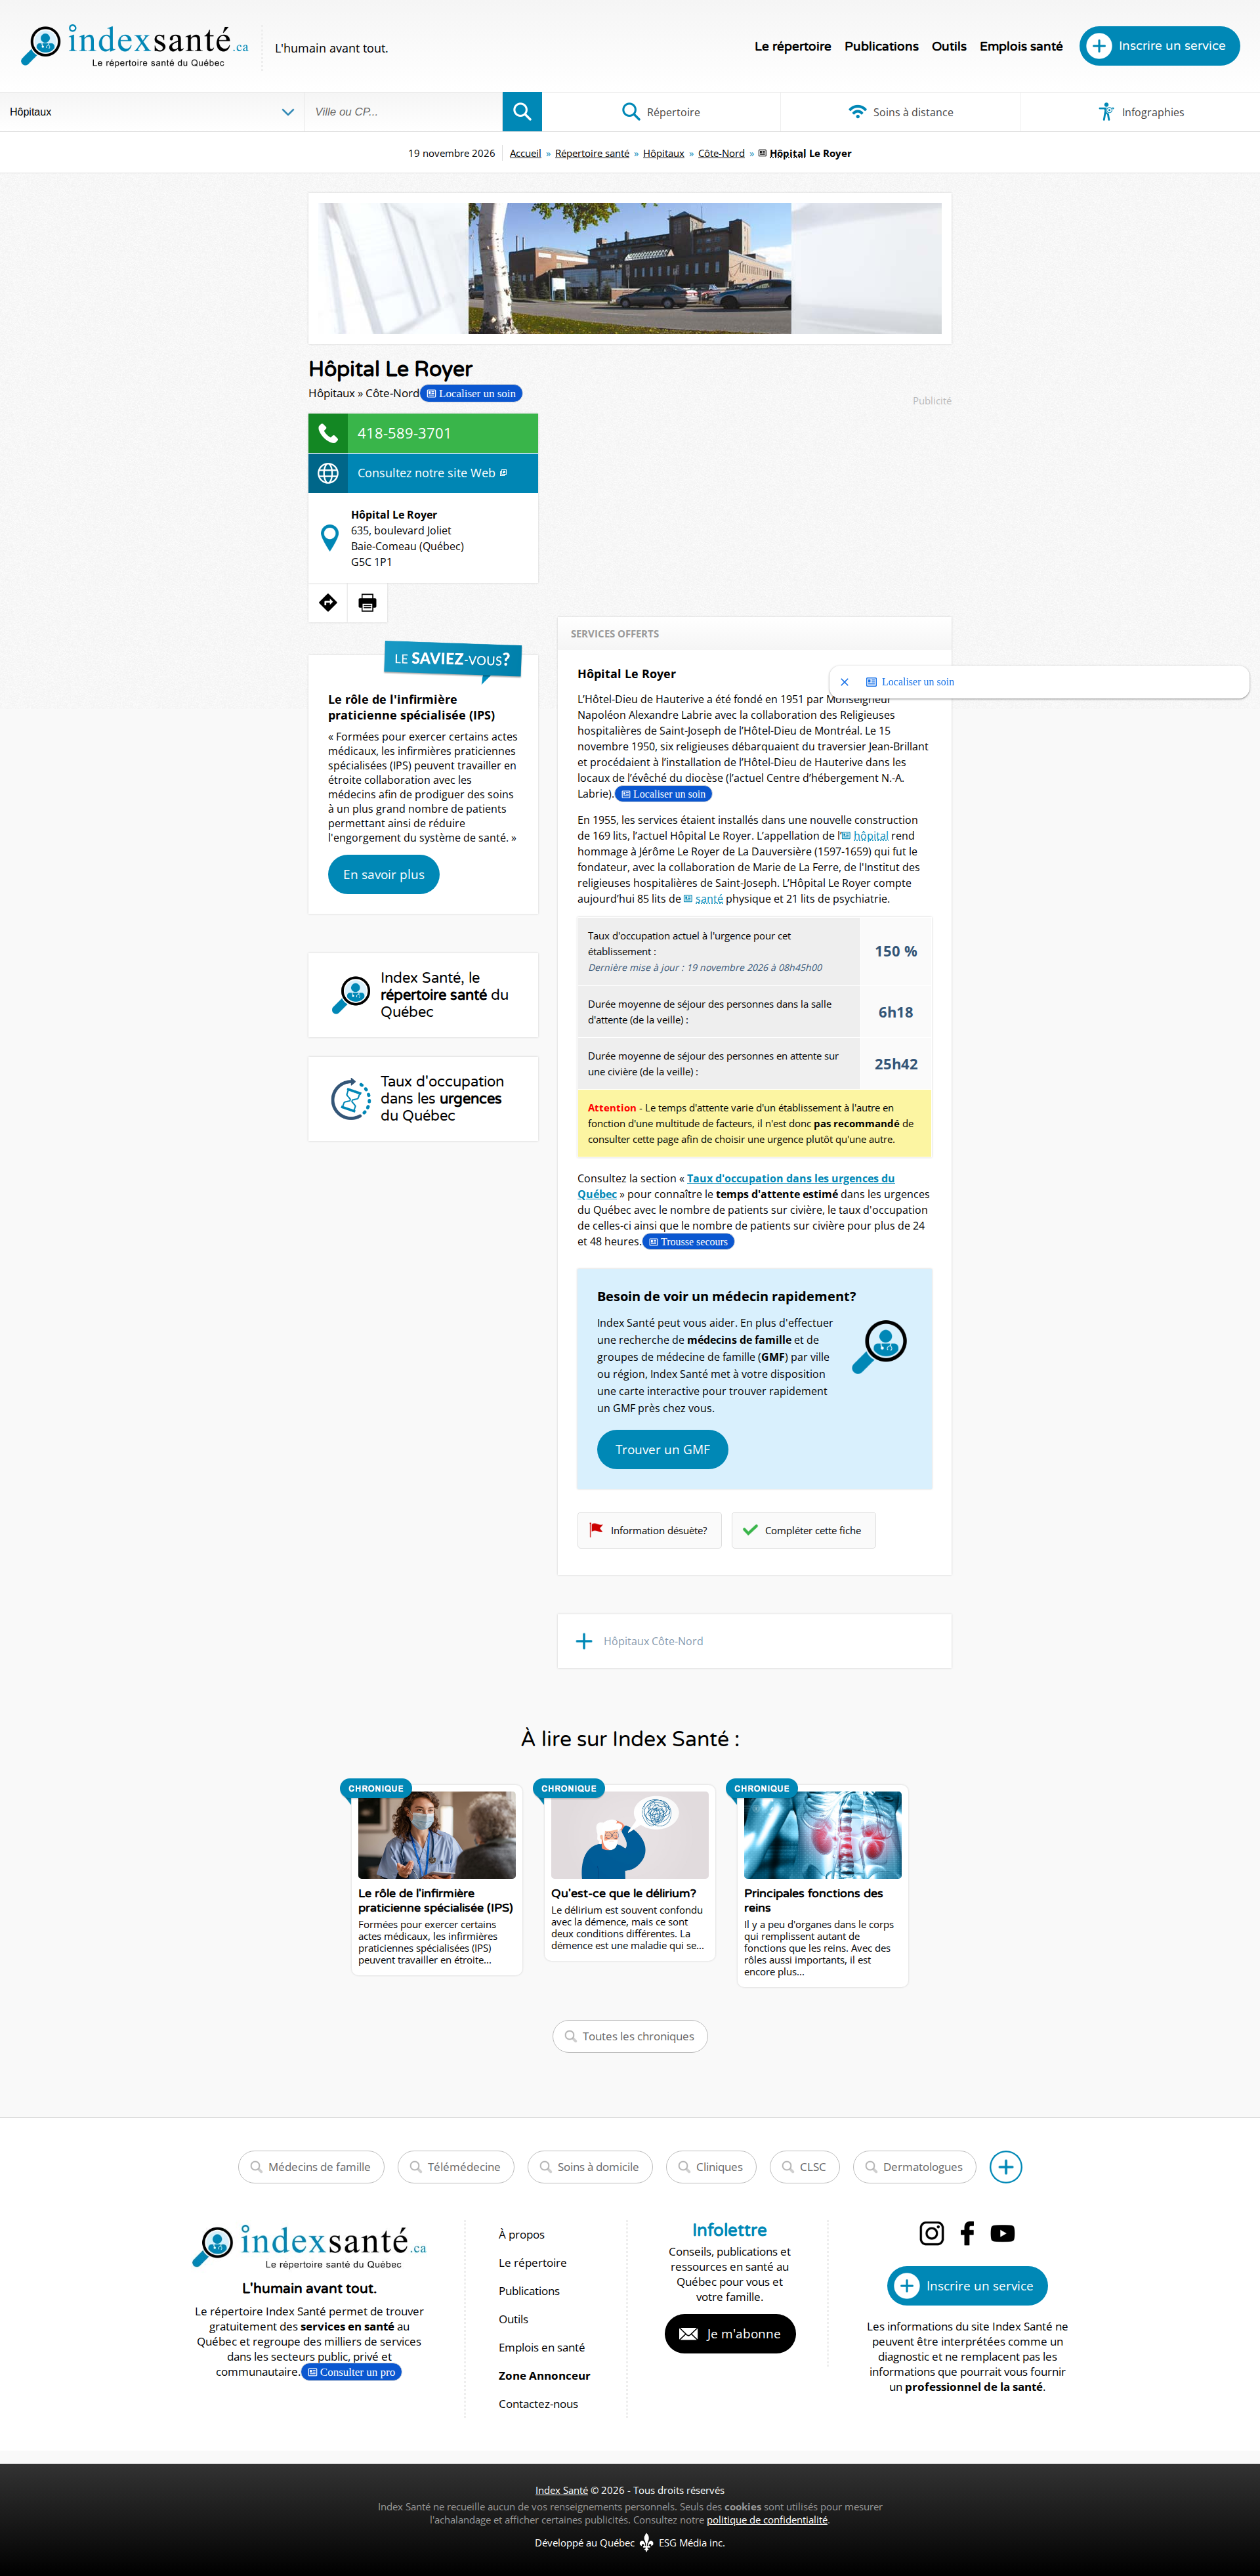 indexsanté.ca
Le répertoire santé du Québec
L'humain avant tout.
Le répertoire
Publications
Outils
Emplois santé
Inscrire un service
Hôpitaux
Ville ou CP...
Répertoire
Soins à distance
Infographies
19 novembre 2026
Accueil » Répertoire santé » Hôpitaux » Côte-Nord » Hôpital Le Royer
Hôpital Le Royer
Hôpitaux » Côte-Nord Localiser un soin
Publicité
418-589-3701
Consultez notre site Web
Hôpital Le Royer
635, boulevard Joliet
Baie-Comeau (Québec)
G5C 1P1
LE SAVIEZ-VOUS?
Le rôle de l'infirmière
praticienne spécialisée (IPS)
« Formées pour exercer certains actes
médicaux, les infirmières praticiennes
spécialisées (IPS) peuvent travailler en
étroite collaboration avec les
médecins afin de prodiguer des soins
à un plus grand nombre de patients
permettant ainsi de réduire
l'engorgement du système de santé. »
En savoir plus
Index Santé, le
répertoire santé du
Québec
Taux d'occupation
dans les urgences
du Québec
SERVICES OFFERTS
Localiser un soin
Hôpital Le Royer
L’Hôtel-Dieu de Hauterive a été fondé en 1951 par Monseigneur
Napoléon Alexandre Labrie avec la collaboration des Religieuses
hospitalières de Saint-Joseph de l’Hôtel-Dieu de Montréal. Le 15
novembre 1950, six religieuses débarquaient du traversier Jean-Brillant
et procédaient à l’installation de l’Hôtel-Dieu de Hauterive dans les
locaux de l’évêché du diocèse (l’actuel Centre d’hébergement N.-A.
Labrie). Localiser un soin
En 1955, les services étaient installés dans une nouvelle construction
de 169 lits, l’actuel Hôpital Le Royer. L’appellation de l’ hôpital rend
hommage à Jérôme Le Royer de La Dauversière (1597-1659) qui fut le
fondateur, avec la collaboration de Marie de La Ferre, de l'Institut des
religieuses hospitalières de Saint-Joseph. L’Hôpital Le Royer compte
aujourd’hui 85 lits de santé physique et 21 lits de psychiatrie.
Taux d'occupation actuel à l'urgence pour cet
établissement :
Dernière mise à jour : 19 novembre 2026 à 08h45h00
150 %
Durée moyenne de séjour des personnes dans la salle
d'attente (de la veille) :
6h18
Durée moyenne de séjour des personnes en attente sur
une civière (de la veille) :
25h42
Attention - Le temps d'attente varie d'un établissement à l'autre en
fonction d'une multitude de facteurs, il n'est donc pas recommandé de
consulter cette page afin de choisir une urgence plutôt qu'une autre.
Consultez la section « Taux d'occupation dans les urgences du
Québec » pour connaître le temps d'attente estimé dans les urgences
du Québec avec le nombre de patients sur civière, le taux d'occupation
de celles-ci ainsi que le nombre de patients sur civière pour plus de 24
et 48 heures. Trousse secours
Besoin de voir un médecin rapidement?
Index Santé peut vous aider. En plus d'effectuer
une recherche de médecins de famille et de
groupes de médecine de famille (GMF) par ville
ou région, Index Santé met à votre disposition
une carte interactive pour trouver rapidement
un GMF près chez vous.
Trouver un GMF
Information désuète?
Compléter cette fiche
Hôpitaux Côte-Nord
À lire sur Index Santé :
CHRONIQUE
Le rôle de l'infirmière
praticienne spécialisée (IPS)
Formées pour exercer certains
actes médicaux, les infirmières
praticiennes spécialisées (IPS)
peuvent travailler en étroite...
CHRONIQUE
Qu'est-ce que le délirium?
Le délirium est souvent confondu
avec la démence, mais ce sont
deux conditions différentes. La
démence est une maladie qui se...
CHRONIQUE
Principales fonctions des
reins
Il y a peu d'organes dans le corps
qui remplissent autant de
fonctions que les reins. Avec des
rôles aussi importants, il est
encore plus...
Toutes les chroniques
Médecins de famille
Télémédecine
Soins à domicile
Cliniques
CLSC
Dermatologues
indexsanté.ca
Le répertoire santé du Québec
L'humain avant tout.
Le répertoire Index Santé permet de trouver
gratuitement des services en santé au
Québec et regroupe des milliers de services
dans les secteurs public, privé et
communautaire. Consulter un pro
À propos
Le répertoire
Publications
Outils
Emplois en santé
Zone Annonceur
Contactez-nous
Infolettre
Conseils, publications et
ressources en santé au
Québec pour vous et
votre famille.
Je m'abonne
Inscrire un service
Les informations du site Index Santé ne
peuvent être interprétées comme un
diagnostic et ne remplacent pas les
informations que pourrait vous fournir
un professionnel de la santé.
Index Santé © 2026 - Tous droits réservés
Index Santé ne recueille aucun de vos renseignements personnels. Seuls des cookies sont utilisés pour mesurer
l'achalandage et afficher certaines publicités. Consultez notre politique de confidentialité.
Développé au Québec ESG Média inc.